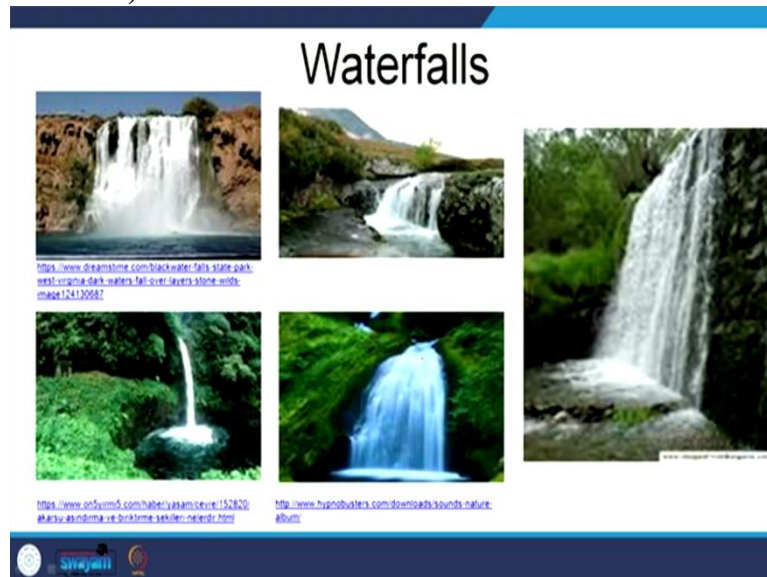 Waterfalls
https://www.dreamstime.com/blackwater-falls-state-park-
west-virginia-dark-waters-fall-over-layers-stone-wilds-
image124130687
https://www.on5yirmi5.com/haber/yasam/cevre/152820/
akarsu-asindirma-ve-biriktirme-sekilleri-nelerdir.html
http://www.hypnobusters.com/downloads/sounds-nature-
album/
swayam